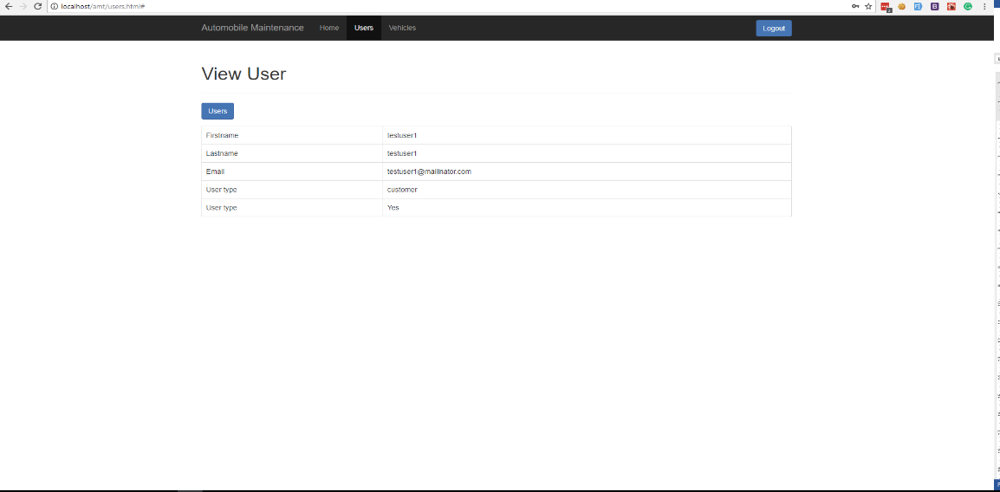 localhost/amt/users.html#
Automobile Maintenance Home Users Vehicles Logout
View User
Users
Firstname testuser1
Lastname testuser1
Email testuser1@mailinator.com
User type customer
User type Yes